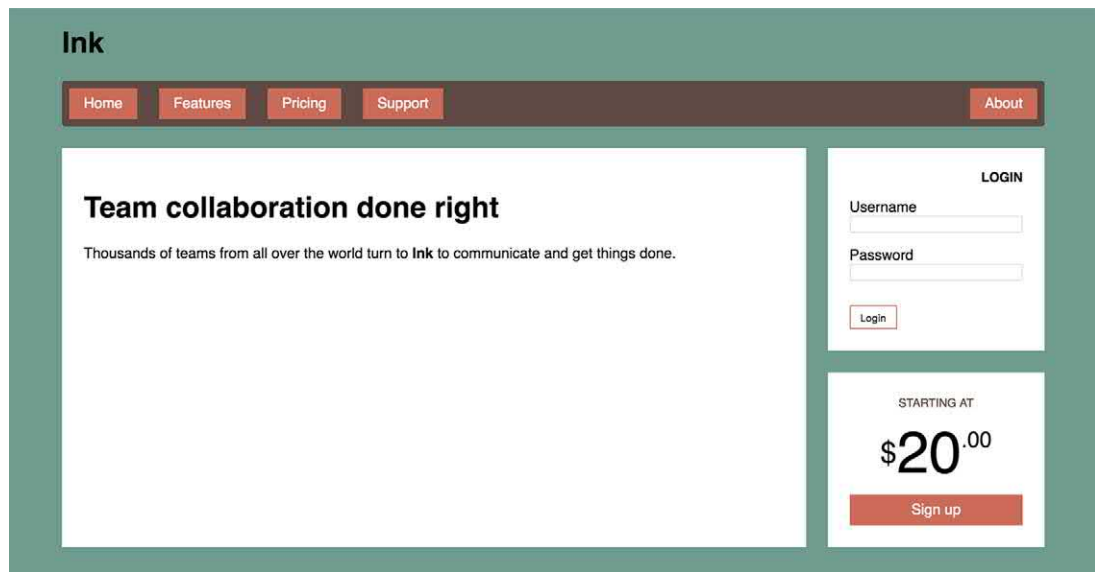 Ink
Home Features Pricing Support About
Team collaboration done right
Thousands of teams from all over the world turn to Ink to communicate and get things done.
LOGIN
Username
Password
Login
STARTING AT
$20.00
Sign up